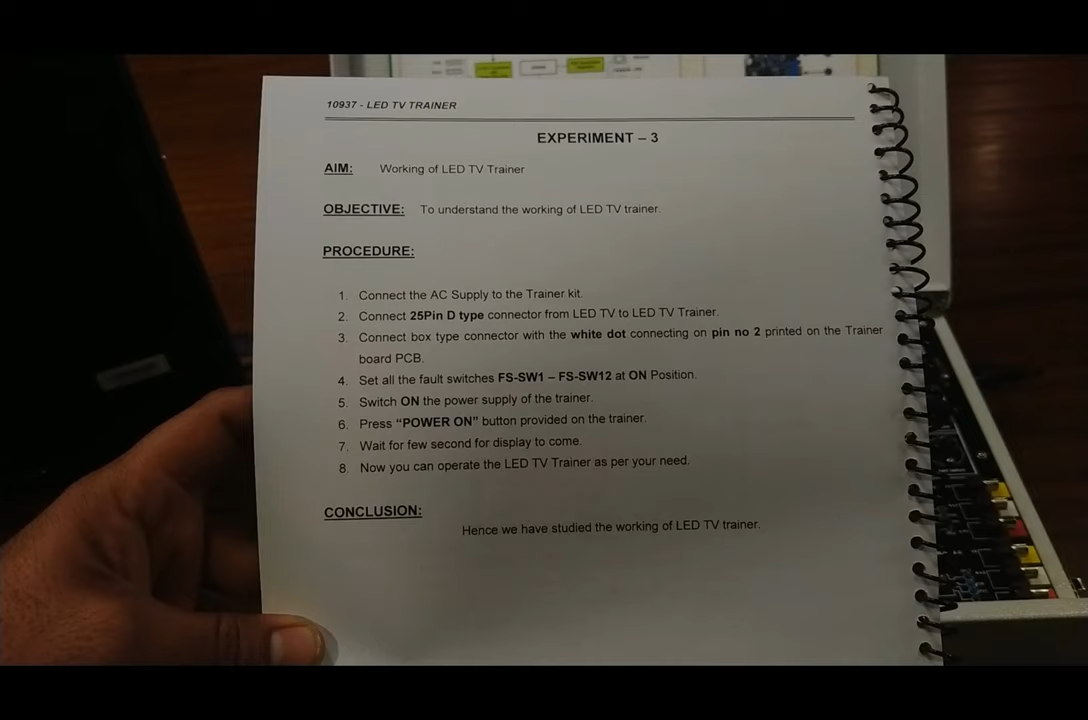 10937 - LED TV TRAINER
EXPERIMENT – 3
AIM: Working of LED TV Trainer
OBJECTIVE: To understand the working of LED TV trainer.
PROCEDURE:
1. Connect the AC Supply to the Trainer kit.
2. Connect 25Pin D type connector from LED TV to LED TV Trainer.
3. Connect box type connector with the white dot connecting on pin no 2 printed on the Trainer
board PCB.
4. Set all the fault switches FS-SW1 – FS-SW12 at ON Position.
5. Switch ON the power supply of the trainer.
6. Press “POWER ON” button provided on the trainer.
7. Wait for few second for display to come.
8. Now you can operate the LED TV Trainer as per your need.
CONCLUSION:
Hence we have studied the working of LED TV trainer.